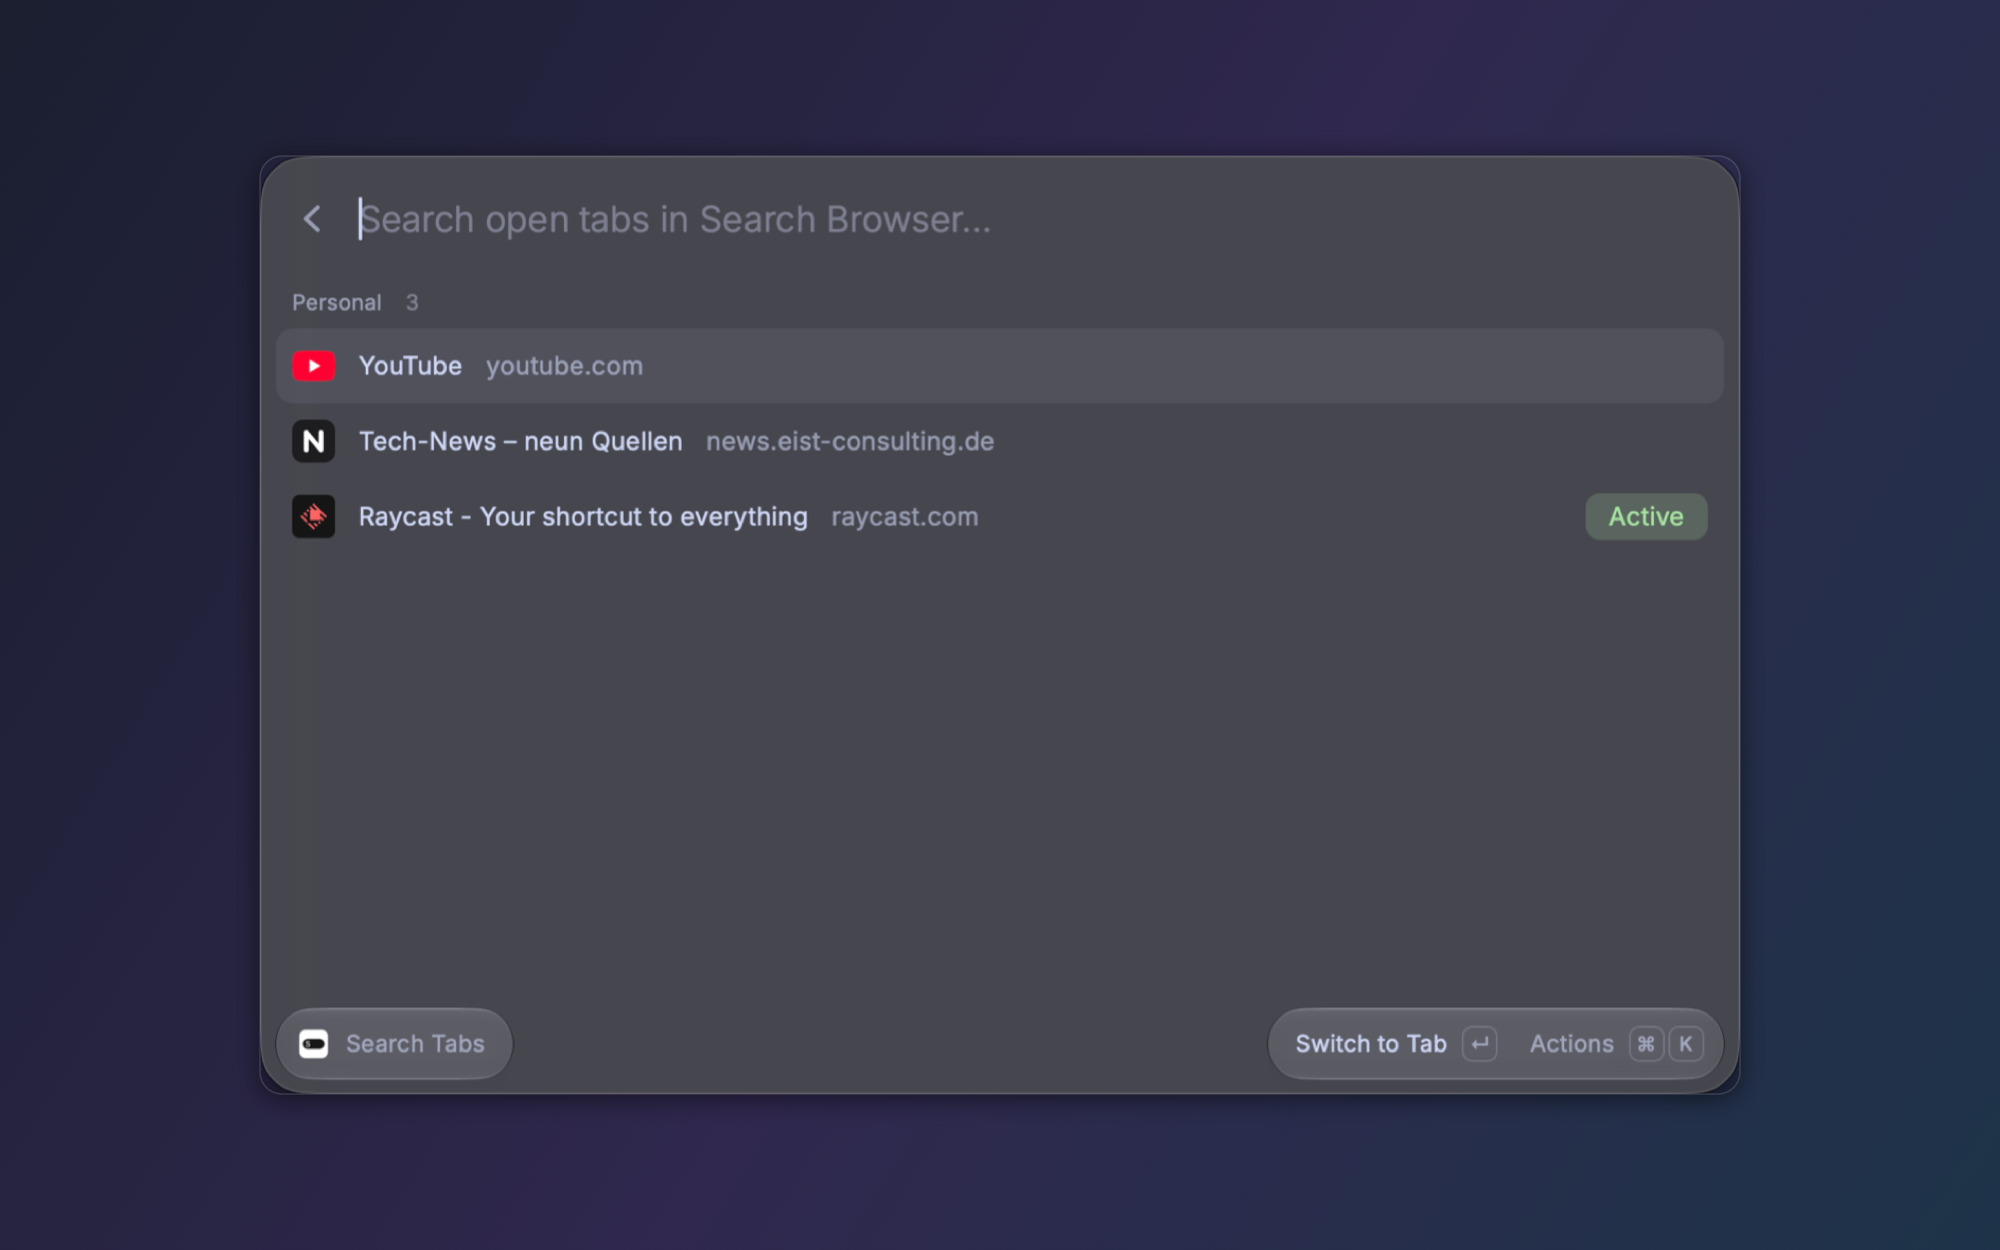 Search open tabs in Search Browser...
Personal 3
YouTube youtube.com
N Tech-News – neun Quellen news.eist-consulting.de
Raycast - Your shortcut to everything raycast.com Active
Search Tabs Switch to Tab ↵ Actions ⌘ K